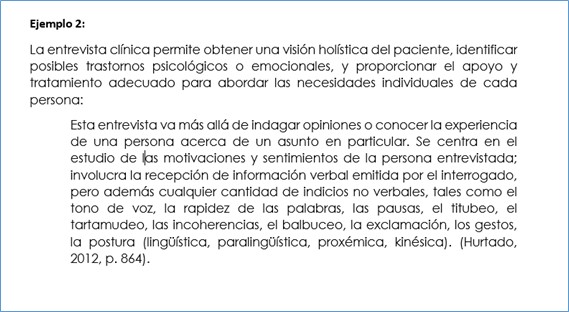 Ejemplo 2:
La entrevista clínica permite obtener una visión holística del paciente, identificar
posibles trastornos psicológicos o emocionales, y proporcionar el apoyo y
tratamiento adecuado para abordar las necesidades individuales de cada
persona:
Esta entrevista va más allá de indagar opiniones o conocer la experiencia
de una persona acerca de un asunto en particular. Se centra en el
estudio de las motivaciones y sentimientos de la persona entrevistada;
involucra la recepción de información verbal emitida por el interrogado,
pero además cualquier cantidad de indicios no verbales, tales como el
tono de voz, la rapidez de las palabras, las pausas, el titubeo, el
tartamudeo, las incoherencias, el balbuceo, la exclamación, los gestos,
la postura (lingüística, paralingüística, proxémica, kinésica). (Hurtado,
2012, p. 864).